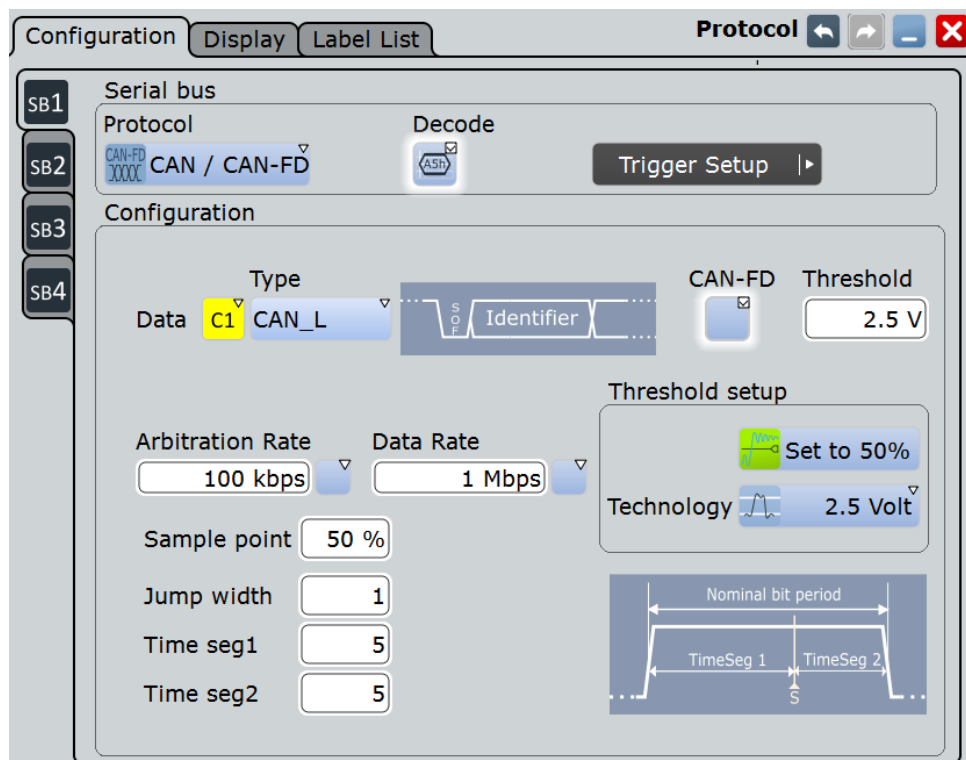 Configuration Display Label List Protocol
SB1
SB2
SB3
SB4
Serial bus
Protocol Decode
CAN-FD CAN / CAN-FD A5h Trigger Setup
Configuration
Type CAN-FD Threshold
Data C1 CAN_L SOF Identifier 2.5 V
Threshold setup
Set to 50%
Technology 2.5 Volt
Arbitration Rate Data Rate
100 kbps 1 Mbps
Sample point 50 %
Jump width 1
Time seg1 5
Time seg2 5
Nominal bit period
TimeSeg 1 TimeSeg 2
S